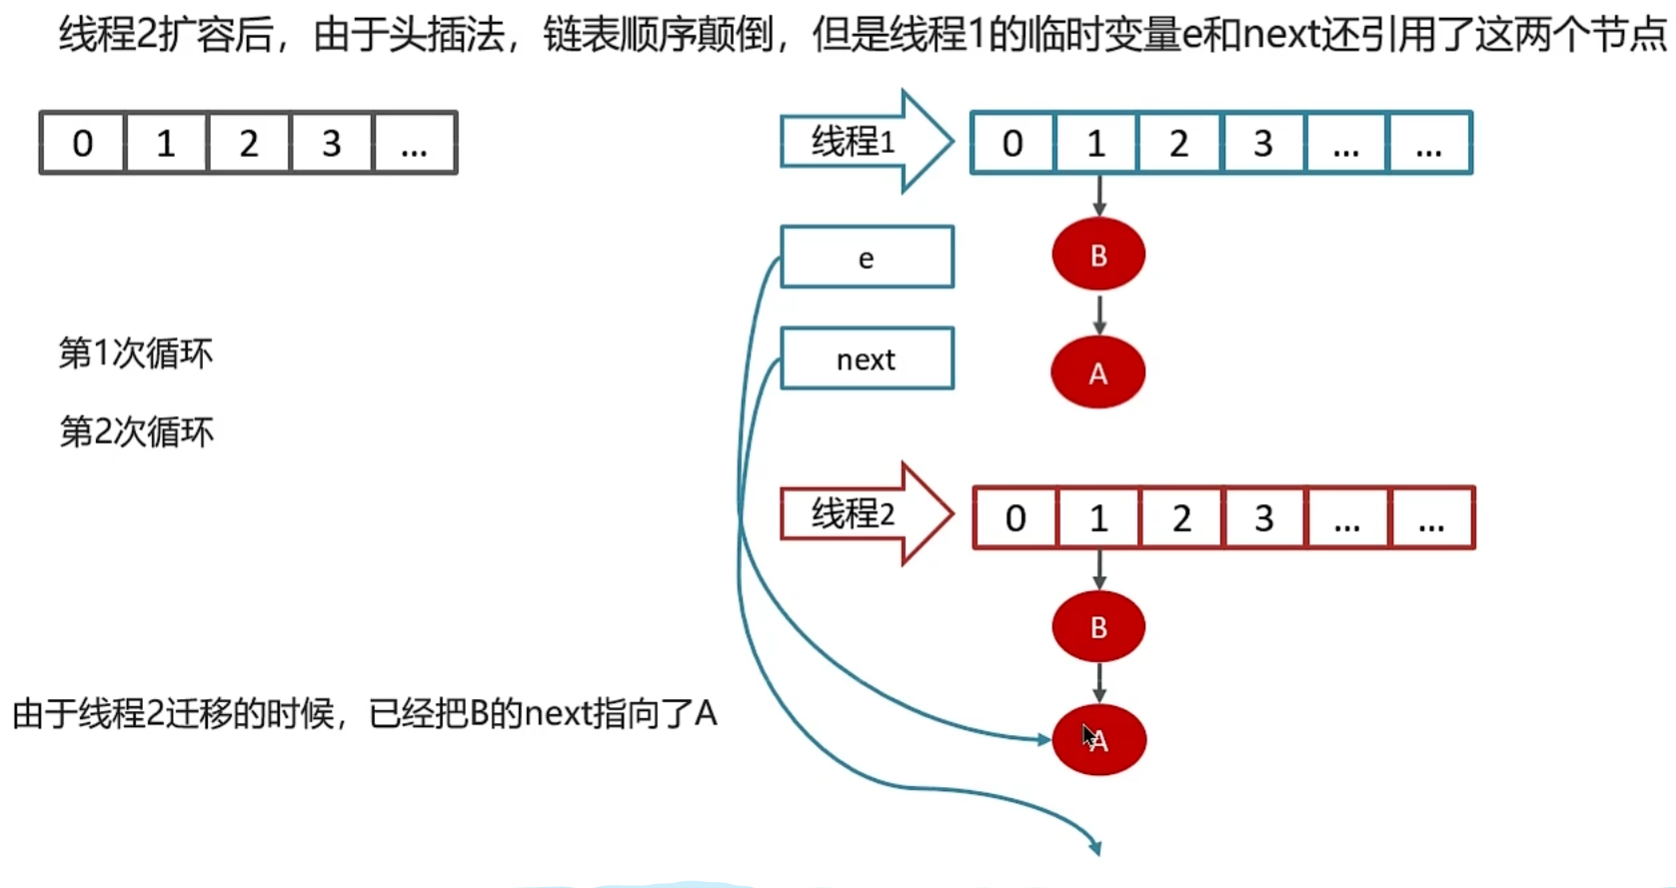 线程2扩容后，由于头插法，链表顺序颠倒，但是线程1的临时变量e和next还引用了这两个节点
0 1 2 3 ...
线程1
0 1 2 3 ... ...
e
B
next
A
第1次循环
第2次循环
线程2
0 1 2 3 ... ...
B
由于线程2迁移的时候，已经把B的next指向了A
A